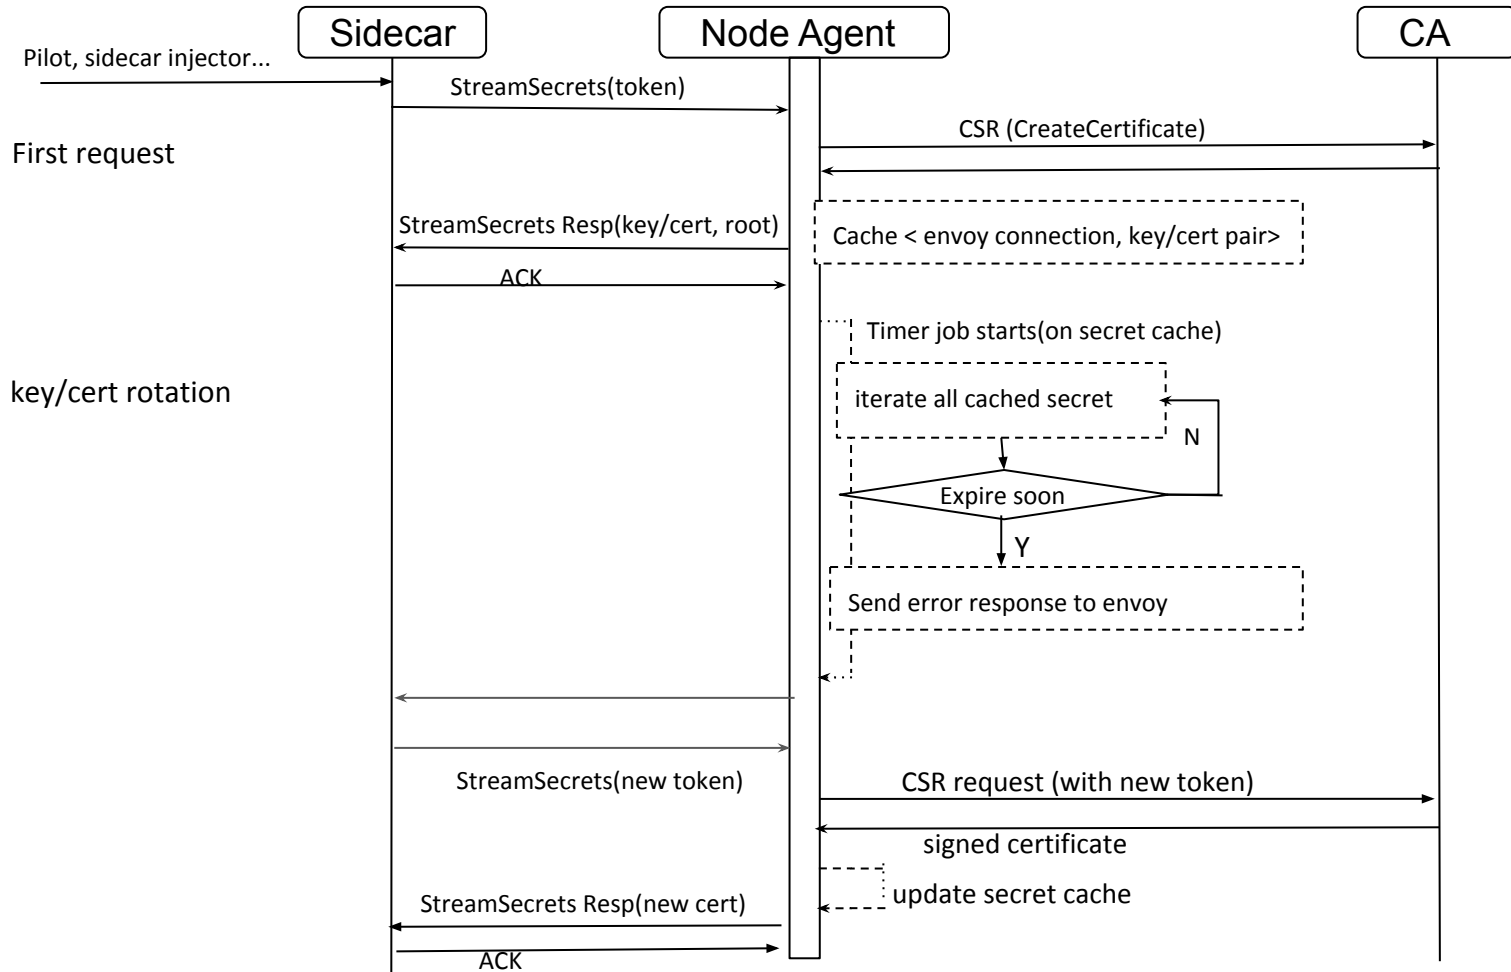 Sidecar
Node Agent
CA
Pilot, sidecar injector...
StreamSecrets(token)
CSR (CreateCertificate)
First request
StreamSecrets Resp(key/cert, root)
Cache < envoy connection, key/cert pair>
ACK
Timer job starts(on secret cache)
key/cert rotation
iterate all cached secret
N
Expire soon
Y
Send error response to envoy
StreamSecrets(new token)
CSR request (with new token)
signed certificate
update secret cache
StreamSecrets Resp(new cert)
ACK